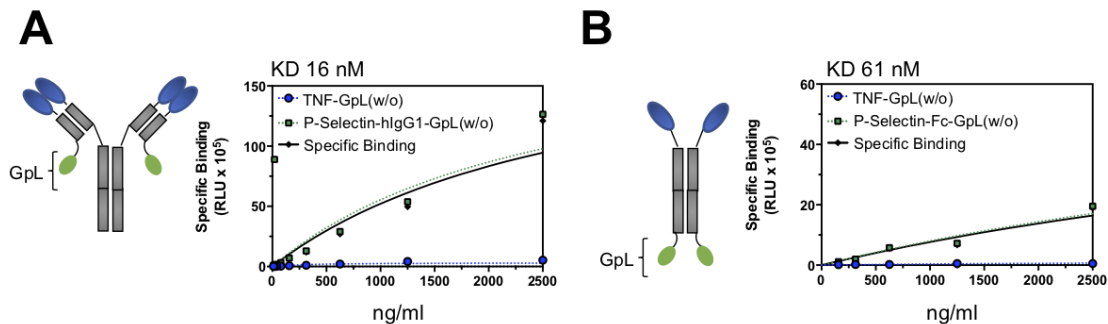 A
GpL
KD 16 nM
Specific Binding
(RLU x 10⁵)
150
100
50
0
TNF-GpL(w/o)
P-Selectin-hIgG1-GpL(w/o)
Specific Binding
0
500
1000
1500
2000
2500
ng/ml
B
GpL
KD 61 nM
Specific Binding
(RLU x 10⁵)
60
40
20
0
TNF-GpL(w/o)
P-Selectin-Fc-GpL(w/o)
Specific Binding
0
500
1000
1500
2000
2500
ng/ml